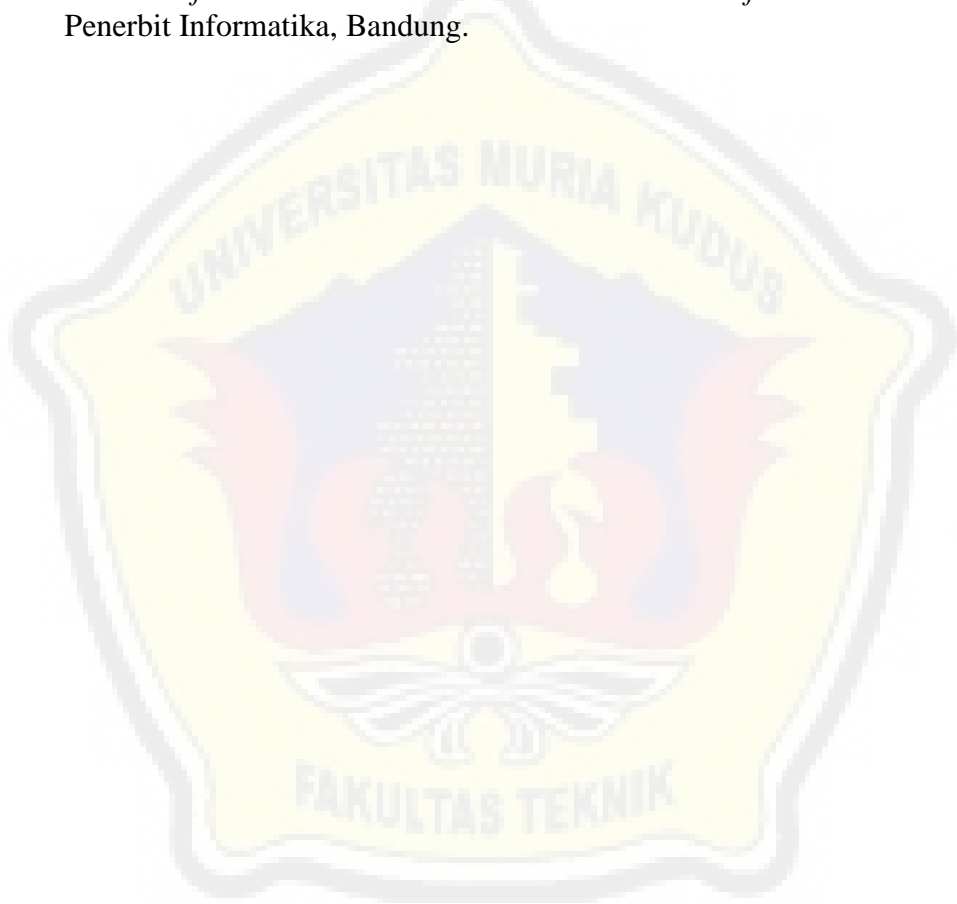 Penerbit Informatika, Bandung.
UNIVERSITAS MURIA KUDUS
FAKULTAS TEKNIK